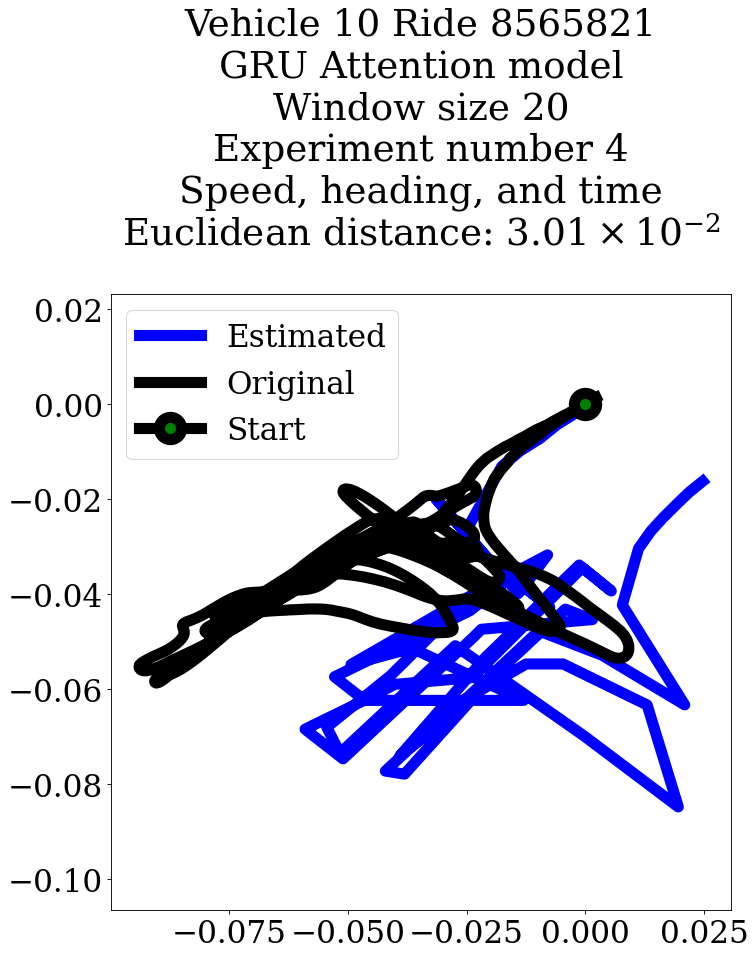 Vehicle 10 Ride 8565821
GRU Attention model
Window size 20
Experiment number 4
Speed, heading, and time
Euclidean distance: 3.01 × 10⁻²
Estimated
Original
Start
0.02
0.00
−0.02
−0.04
−0.06
−0.08
−0.10
−0.075 −0.050 −0.025 0.000 0.025